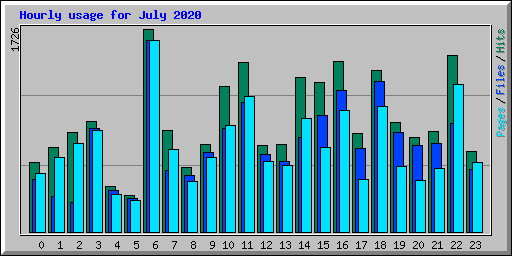 Hourly usage for July 2020
1726
Pages/Files/Hits
0 1 2 3 4 5 6 7 8 9 10 11 12 13 14 15 16 17 18 19 20 21 22 23